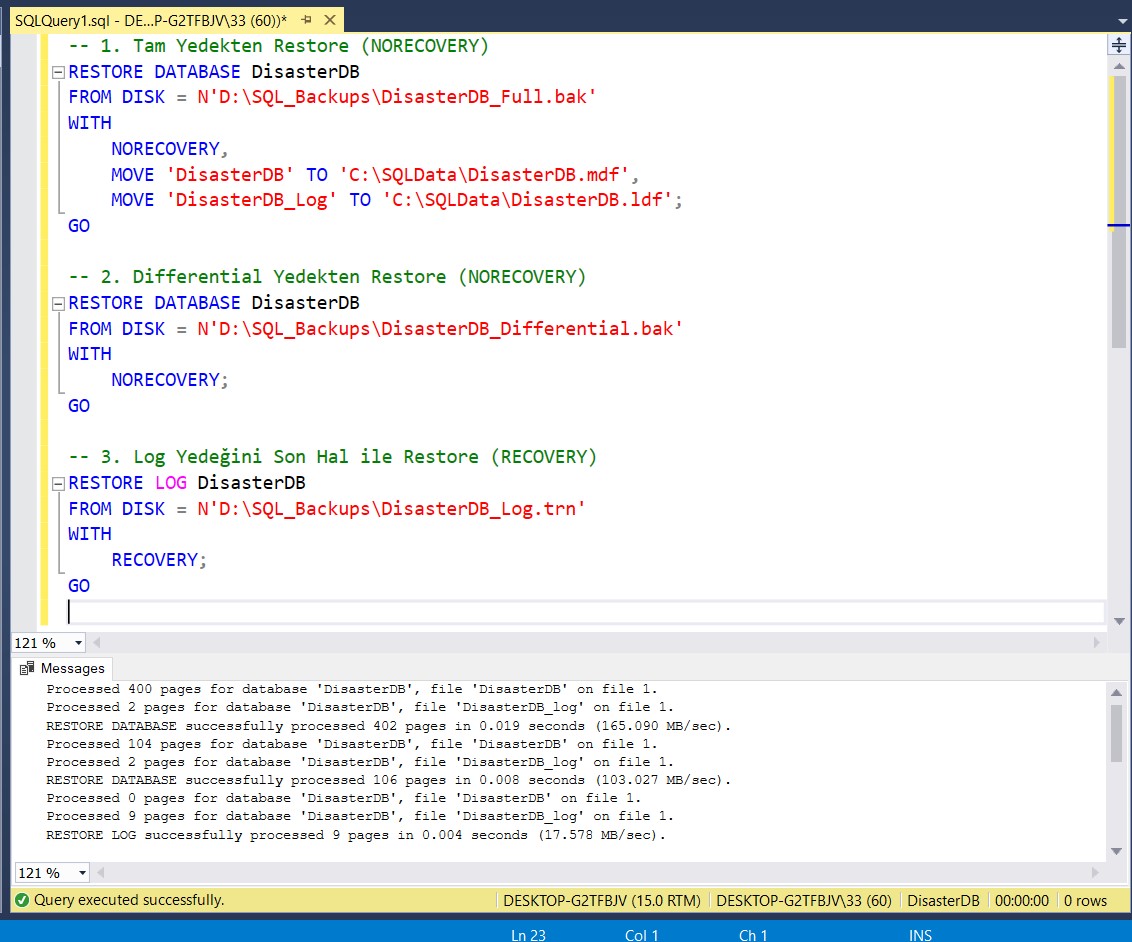 SQLQuery1.sql - DE...P-G2TFBJV\33 (60))*
-- 1. Tam Yedekten Restore (NORECOVERY)
RESTORE DATABASE DisasterDB
FROM DISK = N'D:\SQL_Backups\DisasterDB_Full.bak'
WITH
    NORECOVERY,
    MOVE 'DisasterDB' TO 'C:\SQLData\DisasterDB.mdf',
    MOVE 'DisasterDB_Log' TO 'C:\SQLData\DisasterDB.ldf';
GO
-- 2. Differential Yedekten Restore (NORECOVERY)
RESTORE DATABASE DisasterDB
FROM DISK = N'D:\SQL_Backups\DisasterDB_Differential.bak'
WITH
    NORECOVERY;
GO
-- 3. Log Yedeğini Son Hal ile Restore (RECOVERY)
RESTORE LOG DisasterDB
FROM DISK = N'D:\SQL_Backups\DisasterDB_Log.trn'
WITH
    RECOVERY;
GO
121 %
Messages
Processed 400 pages for database 'DisasterDB', file 'DisasterDB' on file 1.
Processed 2 pages for database 'DisasterDB', file 'DisasterDB_log' on file 1.
RESTORE DATABASE successfully processed 402 pages in 0.019 seconds (165.090 MB/sec).
Processed 104 pages for database 'DisasterDB', file 'DisasterDB' on file 1.
Processed 2 pages for database 'DisasterDB', file 'DisasterDB_log' on file 1.
RESTORE DATABASE successfully processed 106 pages in 0.008 seconds (103.027 MB/sec).
Processed 0 pages for database 'DisasterDB', file 'DisasterDB' on file 1.
Processed 9 pages for database 'DisasterDB', file 'DisasterDB_log' on file 1.
RESTORE LOG successfully processed 9 pages in 0.004 seconds (17.578 MB/sec).
121 %
Query executed successfully. DESKTOP-G2TFBJV (15.0 RTM) DESKTOP-G2TFBJV\33 (60) DisasterDB 00:00:00 0 rows
Ln 23 Col 1 Ch 1 INS